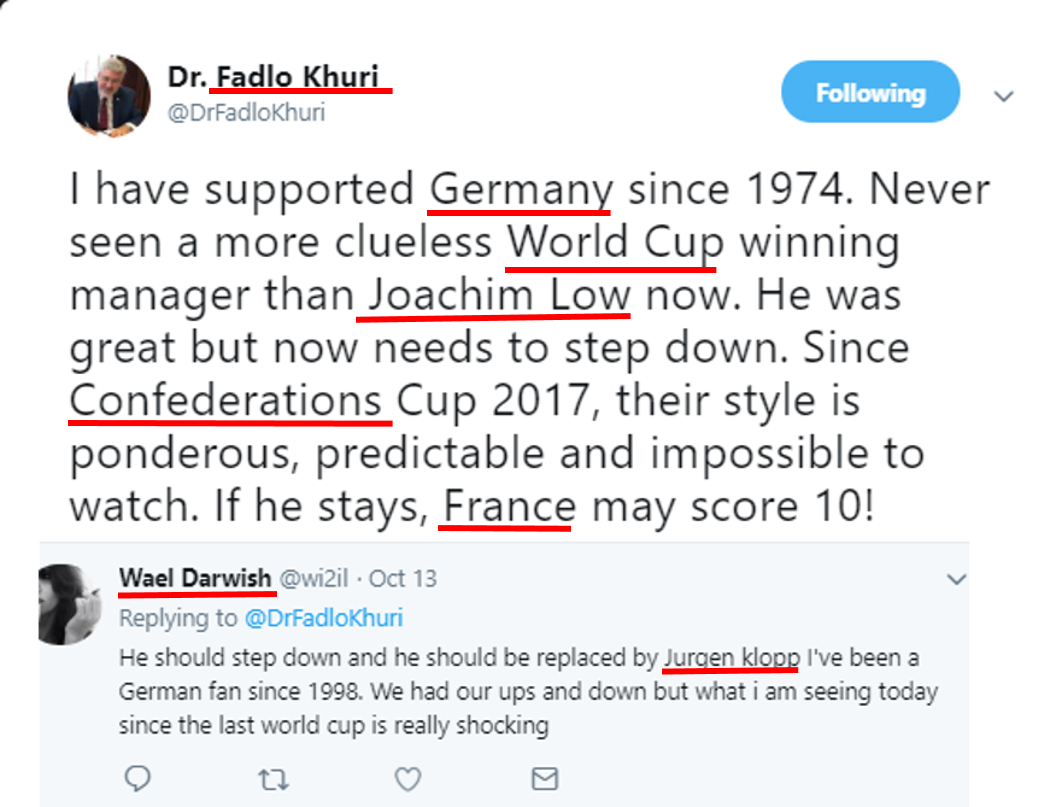 Dr. Fadlo Khuri
@DrFadloKhuri
Following
I have supported Germany since 1974. Never
seen a more clueless World Cup winning
manager than Joachim Low now. He was
great but now needs to step down. Since
Confederations Cup 2017, their style is
ponderous, predictable and impossible to
watch. If he stays, France may score 10!
Wael Darwish @wi2il · Oct 13
Replying to @DrFadloKhuri
He should step down and he should be replaced by Jurgen klopp I've been a
German fan since 1998. We had our ups and down but what i am seeing today
since the last world cup is really shocking